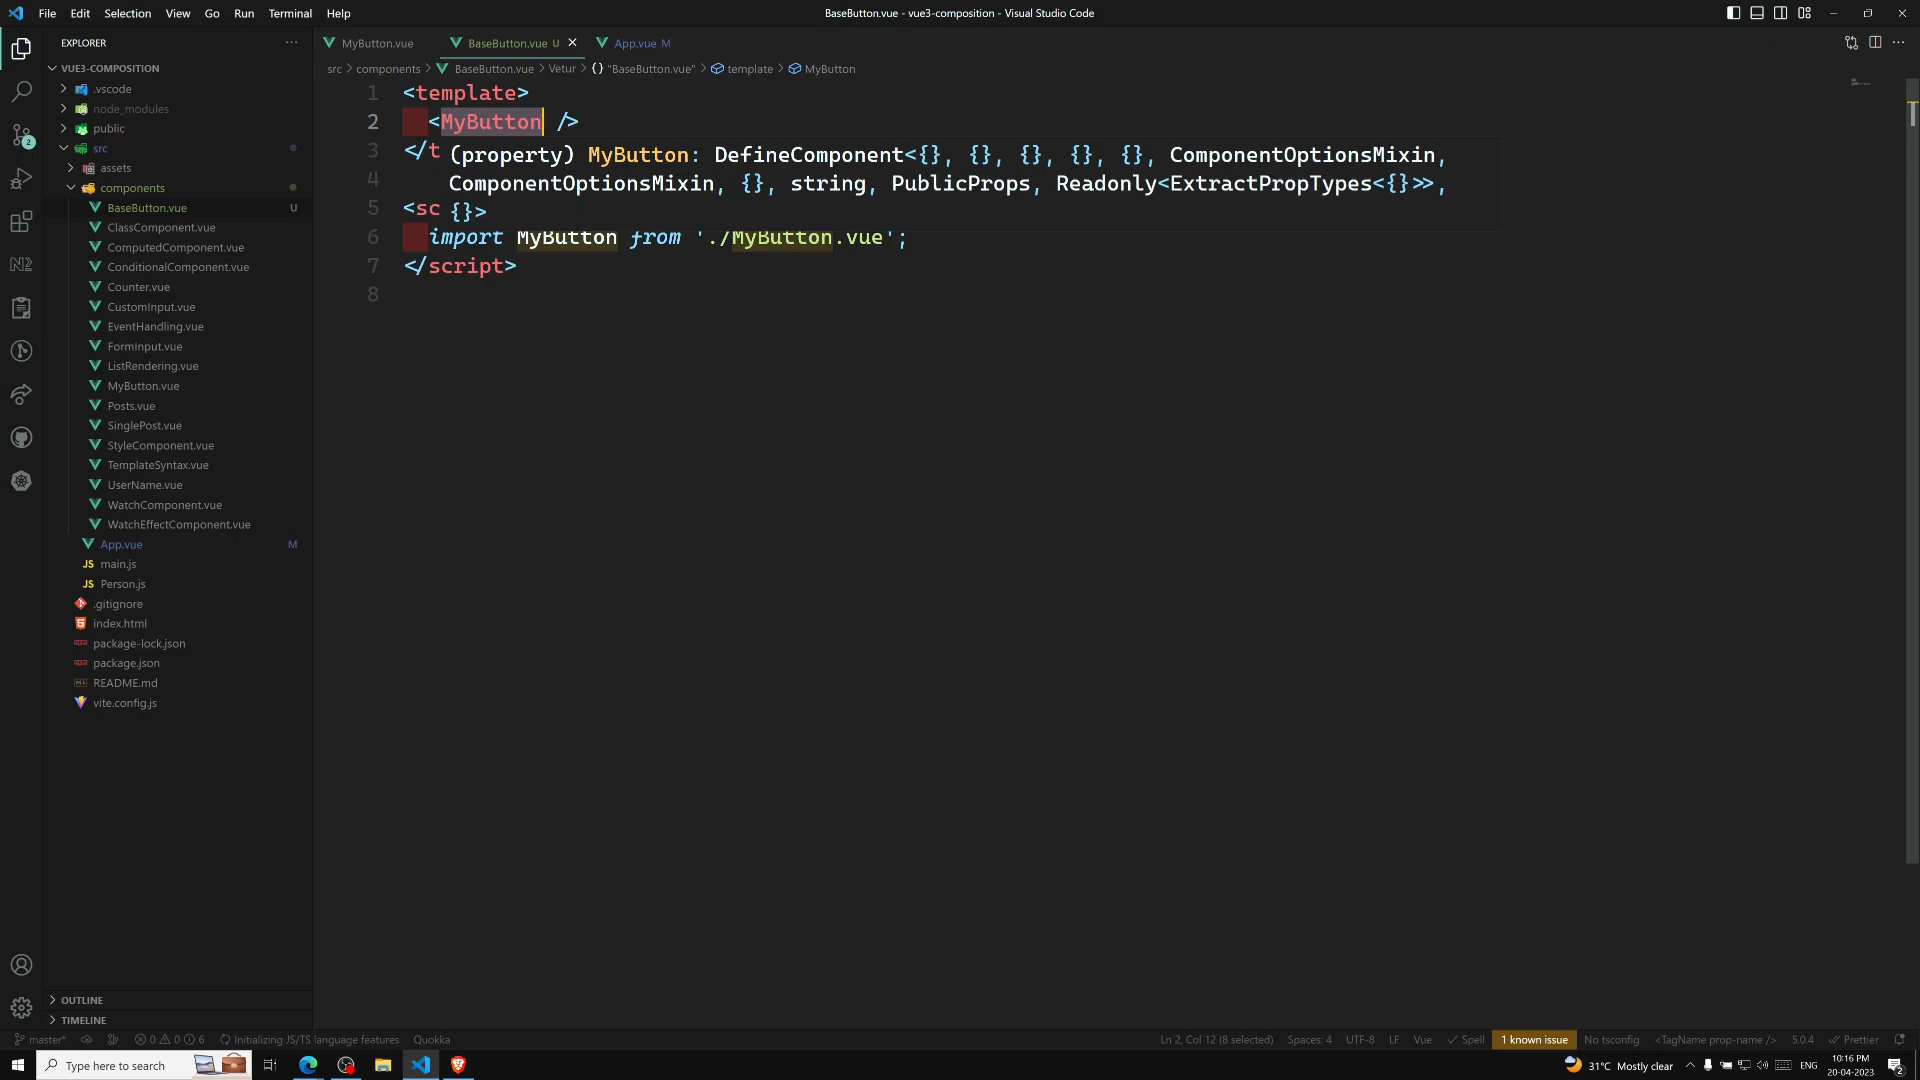 File Edit Selection View Go Run Terminal Help
BaseButton.vue - vue3-composition - Visual Studio Code
EXPLORER
VUE3-COMPOSITION
.vscode
node_modules
public
src
assets
components
BaseButton.vue U
ClassComponent.vue
ComputedComponent.vue
ConditionalComponent.vue
Counter.vue
CustomInput.vue
EventHandling.vue
FormInput.vue
ListRendering.vue
MyButton.vue
Posts.vue
SinglePost.vue
StyleComponent.vue
TemplateSyntax.vue
UserName.vue
WatchComponent.vue
WatchEffectComponent.vue
App.vue M
JS main.js
JS Person.js
.gitignore
index.html
package-lock.json
package.json
README.md
vite.config.js
OUTLINE
TIMELINE
MyButton.vue BaseButton.vue U App.vue M
src > components > BaseButton.vue > Vetur > {} "BaseButton.vue" > template > MyButton
1 <template>
2 <MyButton />
3 </t (property) MyButton: DefineComponent<{}, {}, {}, {}, {}, ComponentOptionsMixin,
4 ComponentOptionsMixin, {}, string, PublicProps, Readonly<ExtractPropTypes<{}>>,
5 <sc {}>
6 import MyButton from './MyButton.vue';
7 </script>
8
master* 0 0 6 Initializing JS/TS language features Quokka
Ln 2, Col 12 (8 selected) Spaces: 4 UTF-8 LF Vue Spell 1 known issue No tsconfig <TagName prop-name /> 5.0.4 Prettier
Type here to search
31°C Mostly clear ENG 10:16 PM
20-04-2023
2